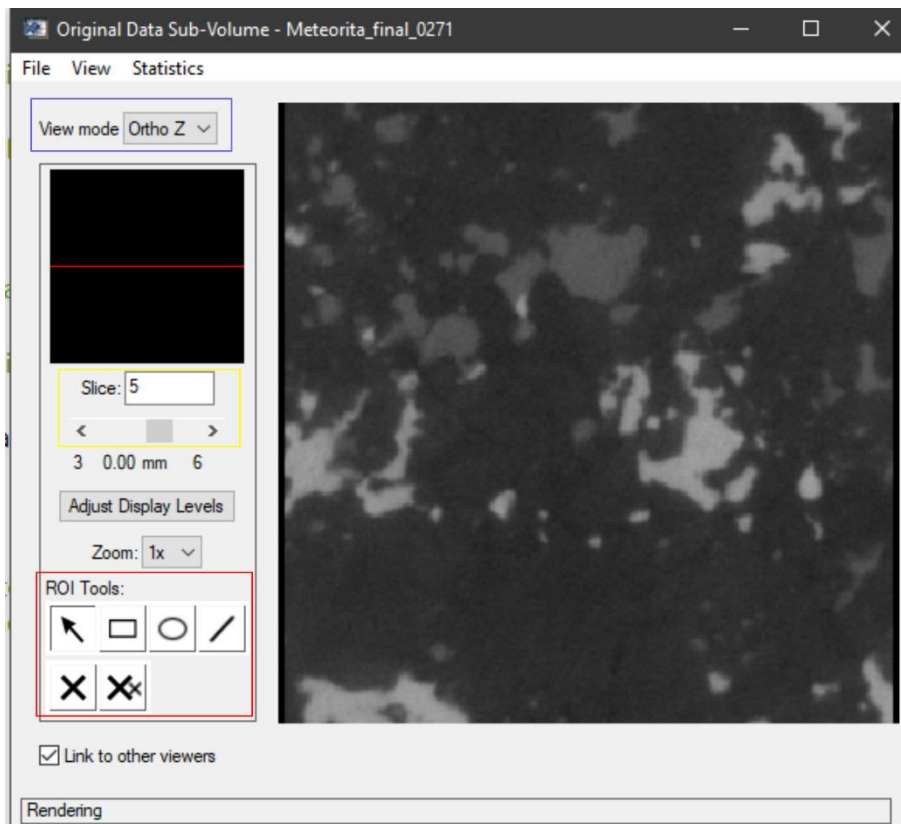 Original Data Sub-Volume - Meteorita_final_0271
File View Statistics
View mode Ortho Z
Slice: 5
3 0.00 mm 6
Adjust Display Levels
Zoom: 1x
ROI Tools:
Link to other viewers
Rendering